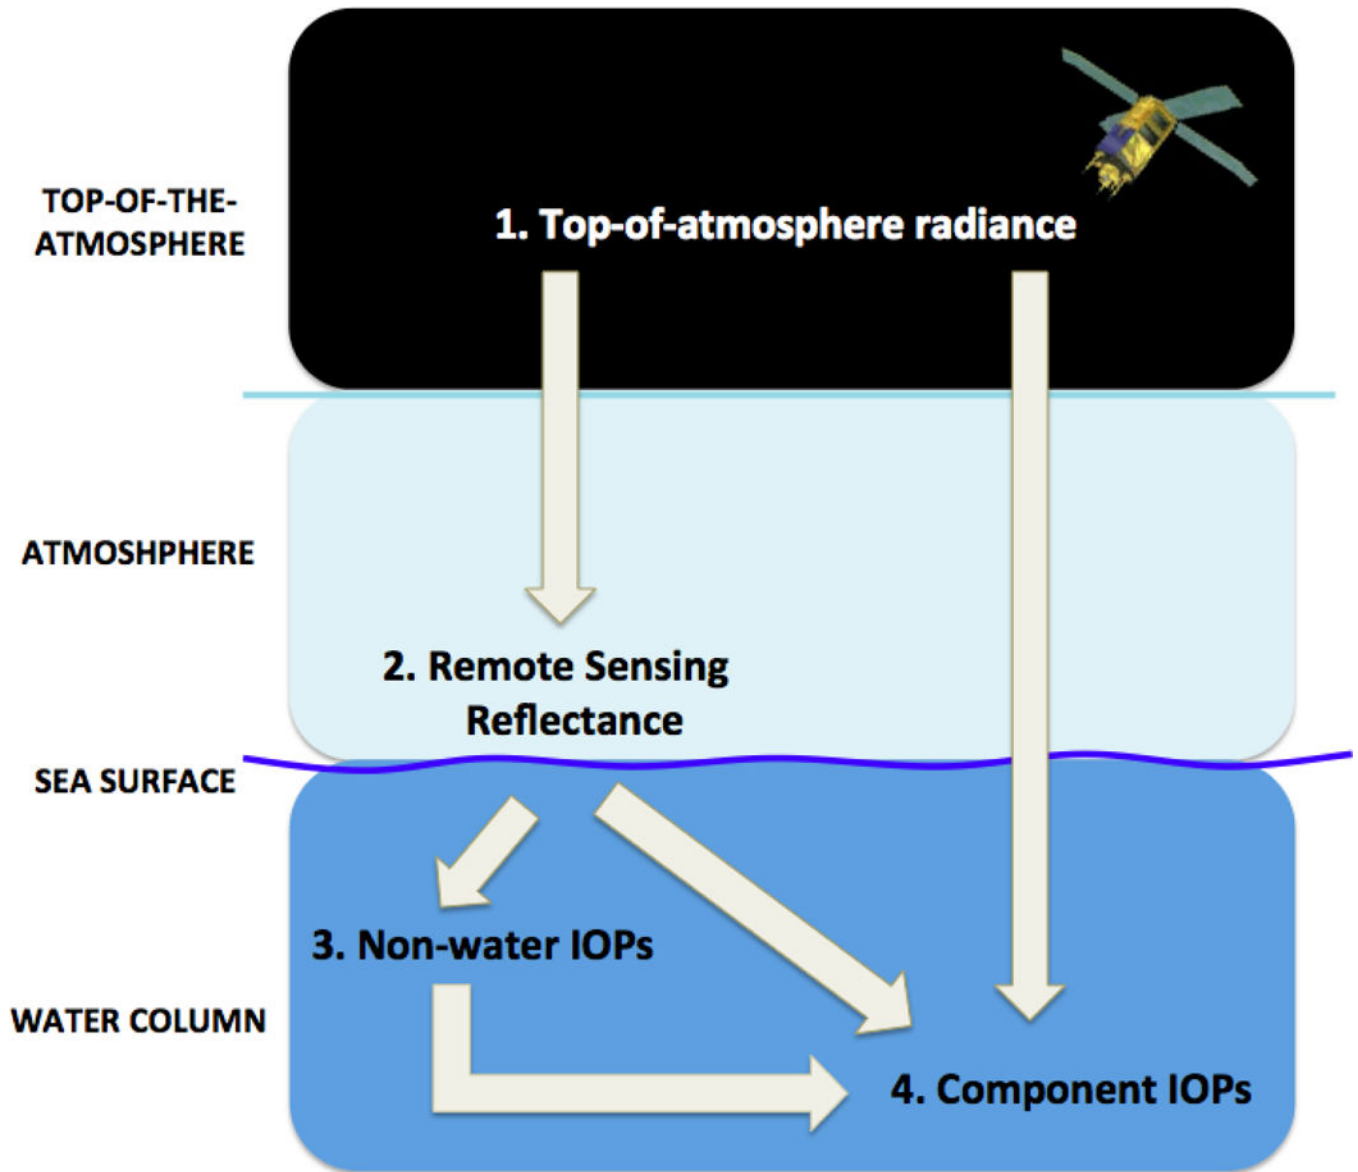 TOP-OF-THE-
ATMOSPHERE
1. Top-of-atmosphere radiance
ATMOSHPHERE
2. Remote Sensing
Reflectance
SEA SURFACE
3. Non-water IOPs
WATER COLUMN
4. Component IOPs